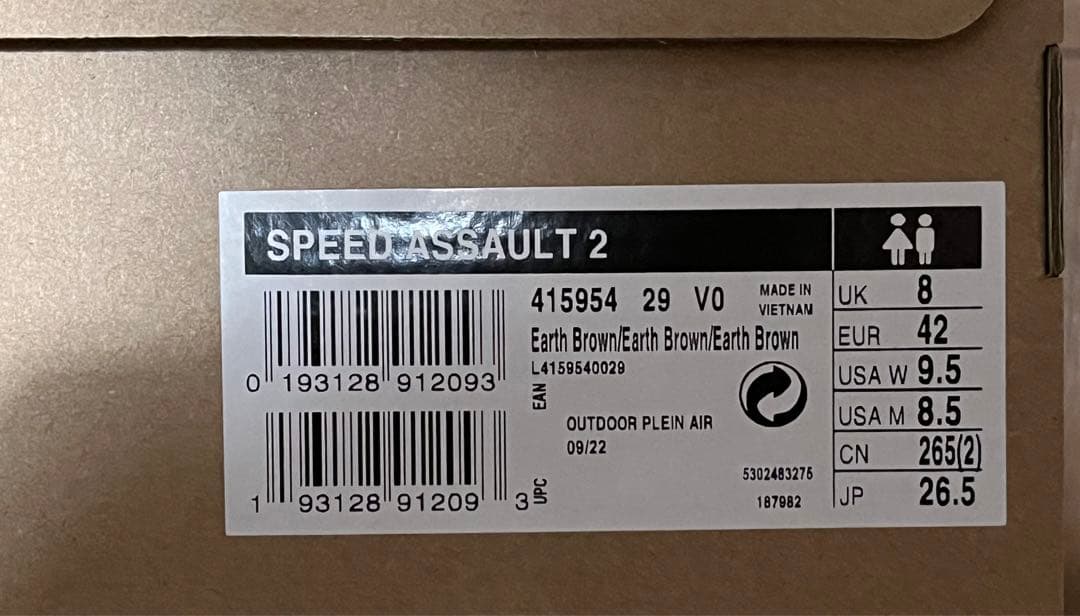 SPEED ASSAULT 2
415954 29 V0
MADE IN
VIETNAM
Earth Brown/Earth Brown/Earth Brown
L4159540029
0 193128 912093
EAN
OUTDOOR PLEIN AIR
09/22
1 93128 91209 3
UPC
5302483275
187982
UK 8
EUR 42
USA W 9.5
USA M 8.5
CN 265(2)
JP 26.5